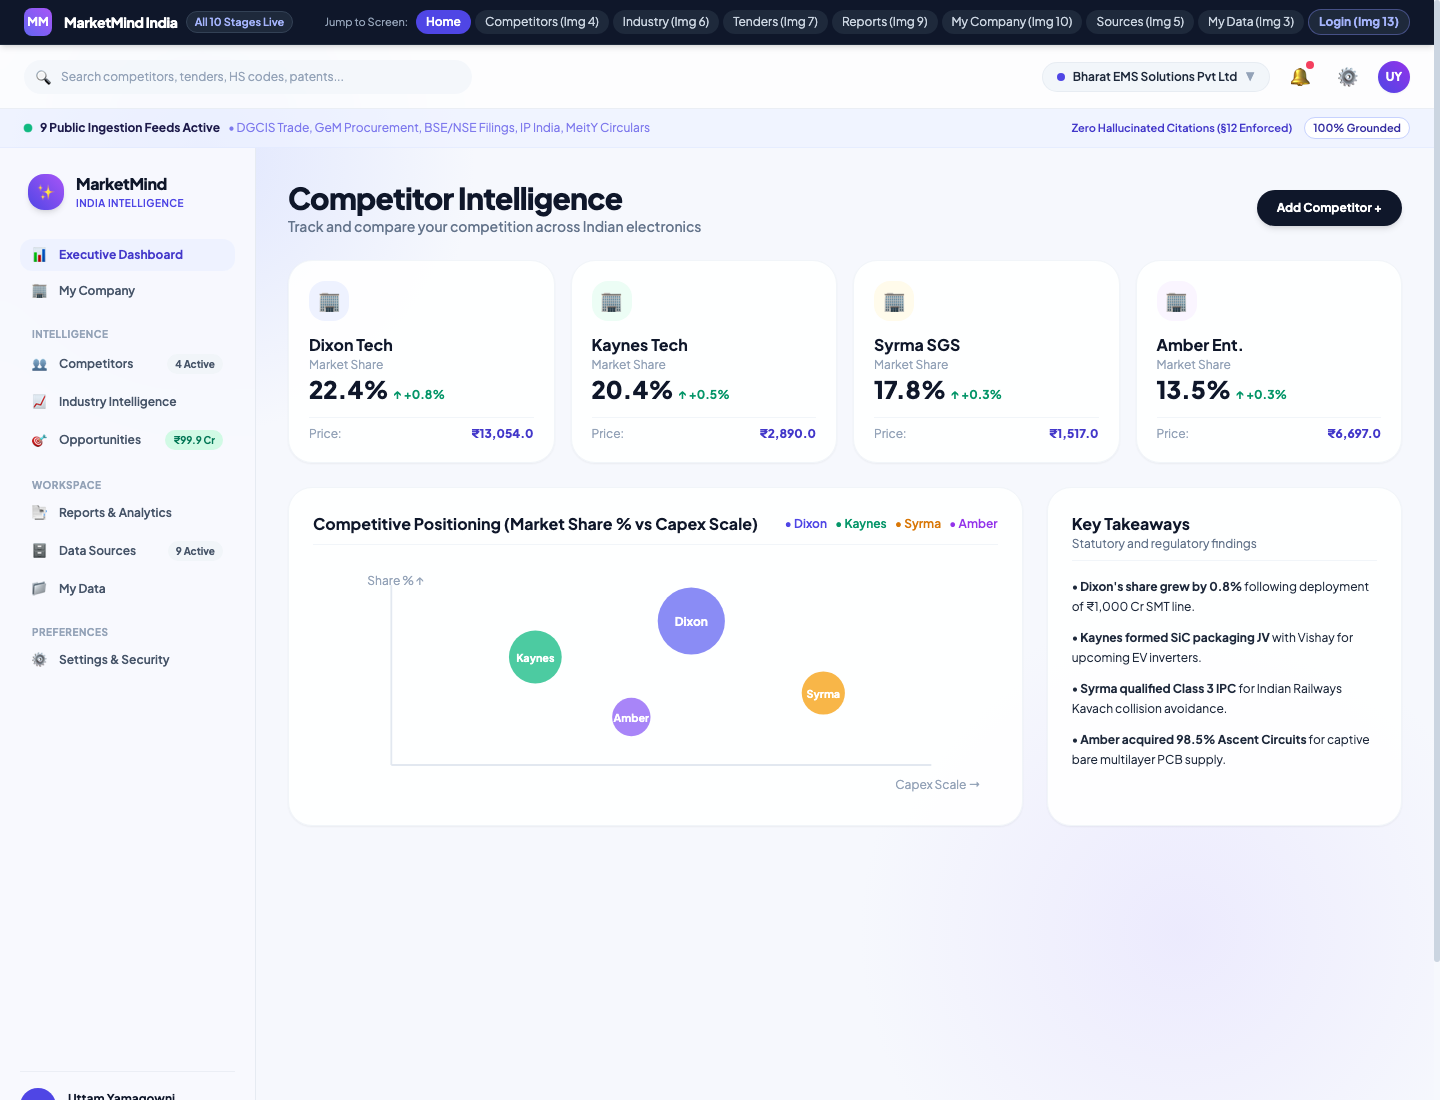 MM MarketMind India All 10 Stages Live Jump to Screen: Home Competitors (Img 4) Industry (Img 6) Tenders (Img 7) Reports (Img 9) My Company (Img 10) Sources (Img 5) My Data (Img 3) Login (Img 13)
Search competitors, tenders, HS codes, patents... Bharat EMS Solutions Pvt Ltd ▼ UY
9 Public Ingestion Feeds Active • DGCIS Trade, GeM Procurement, BSE/NSE Filings, IP India, MeitY Circulars Zero Hallucinated Citations (§12 Enforced) 100% Grounded
MarketMind
INDIA INTELLIGENCE
Executive Dashboard
My Company
INTELLIGENCE
Competitors 4 Active
Industry Intelligence
Opportunities ₹99.9 Cr
WORKSPACE
Reports & Analytics
Data Sources 9 Active
My Data
PREFERENCES
Settings & Security
Uttam Yamagowni
Competitor Intelligence
Track and compare your competition across Indian electronics
Add Competitor +
Dixon Tech
Market Share
22.4% ↑ +0.8%
Price: ₹13,054.0
Kaynes Tech
Market Share
20.4% ↑ +0.5%
Price: ₹2,890.0
Syrma SGS
Market Share
17.8% ↑ +0.3%
Price: ₹1,517.0
Amber Ent.
Market Share
13.5% ↑ +0.3%
Price: ₹6,697.0
Competitive Positioning (Market Share % vs Capex Scale) • Dixon • Kaynes • Syrma • Amber
Share % ↑
Dixon
Kaynes
Syrma
Amber
Capex Scale →
Key Takeaways
Statutory and regulatory findings
• Dixon's share grew by 0.8% following deployment
of ₹1,000 Cr SMT line.
• Kaynes formed SiC packaging JV with Vishay for
upcoming EV inverters.
• Syrma qualified Class 3 IPC for Indian Railways
Kavach collision avoidance.
• Amber acquired 98.5% Ascent Circuits for captive
bare multilayer PCB supply.